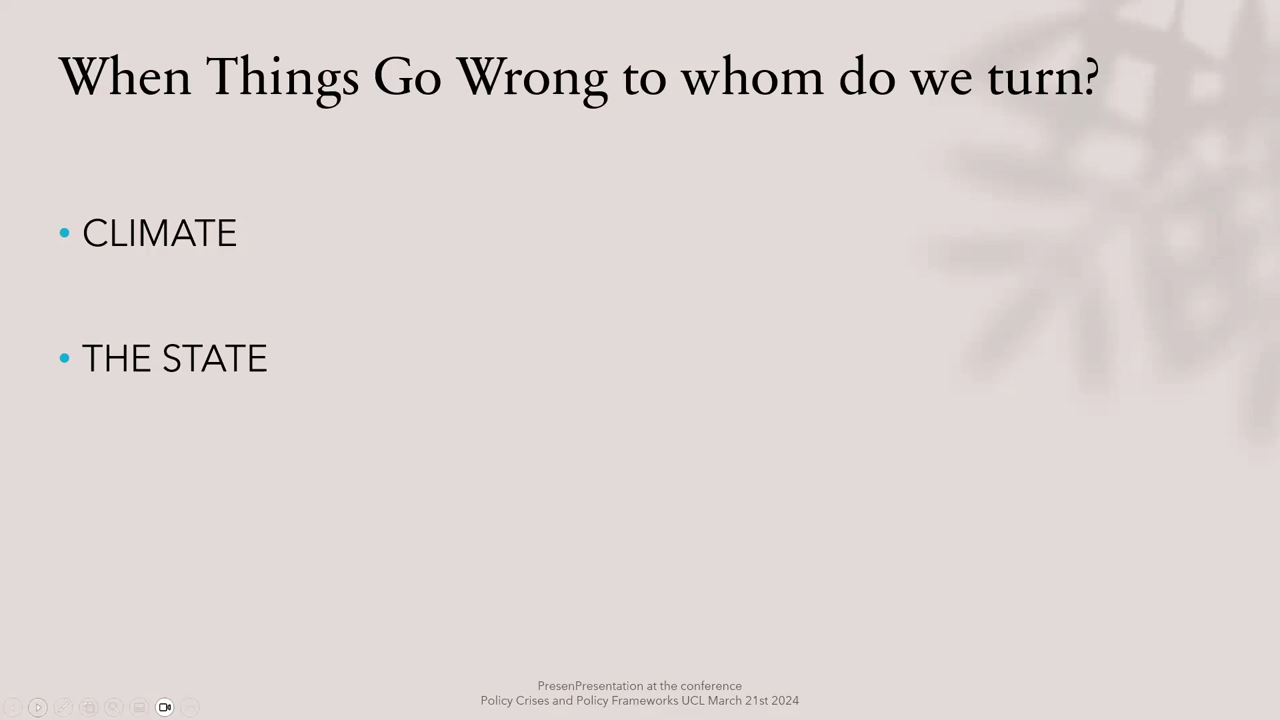 When Things Go Wrong to whom do we turn?
• CLIMATE
• THE STATE
PresenPresentation at the conference
Policy Crises and Policy Frameworks UCL March 21st 2024